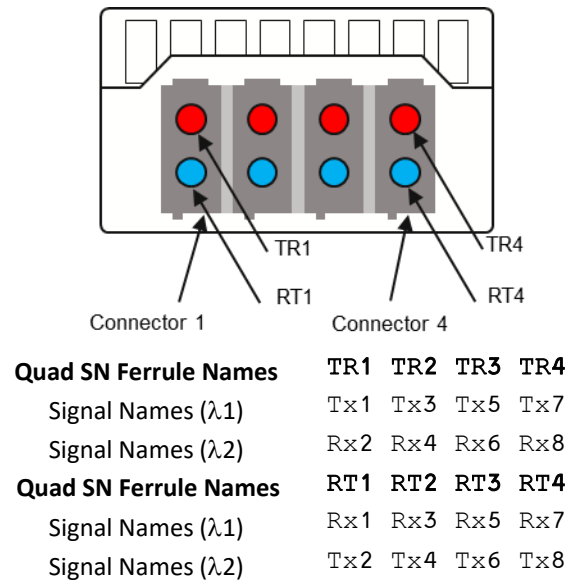 TR1
TR4
RT1
RT4
Connector 1
Connector 4
Quad SN Ferrule Names TR1 TR2 TR3 TR4
Signal Names (λ1) Tx1 Tx3 Tx5 Tx7
Signal Names (λ2) Rx2 Rx4 Rx6 Rx8
Quad SN Ferrule Names RT1 RT2 RT3 RT4
Signal Names (λ1) Rx1 Rx3 Rx5 Rx7
Signal Names (λ2) Tx2 Tx4 Tx6 Tx8